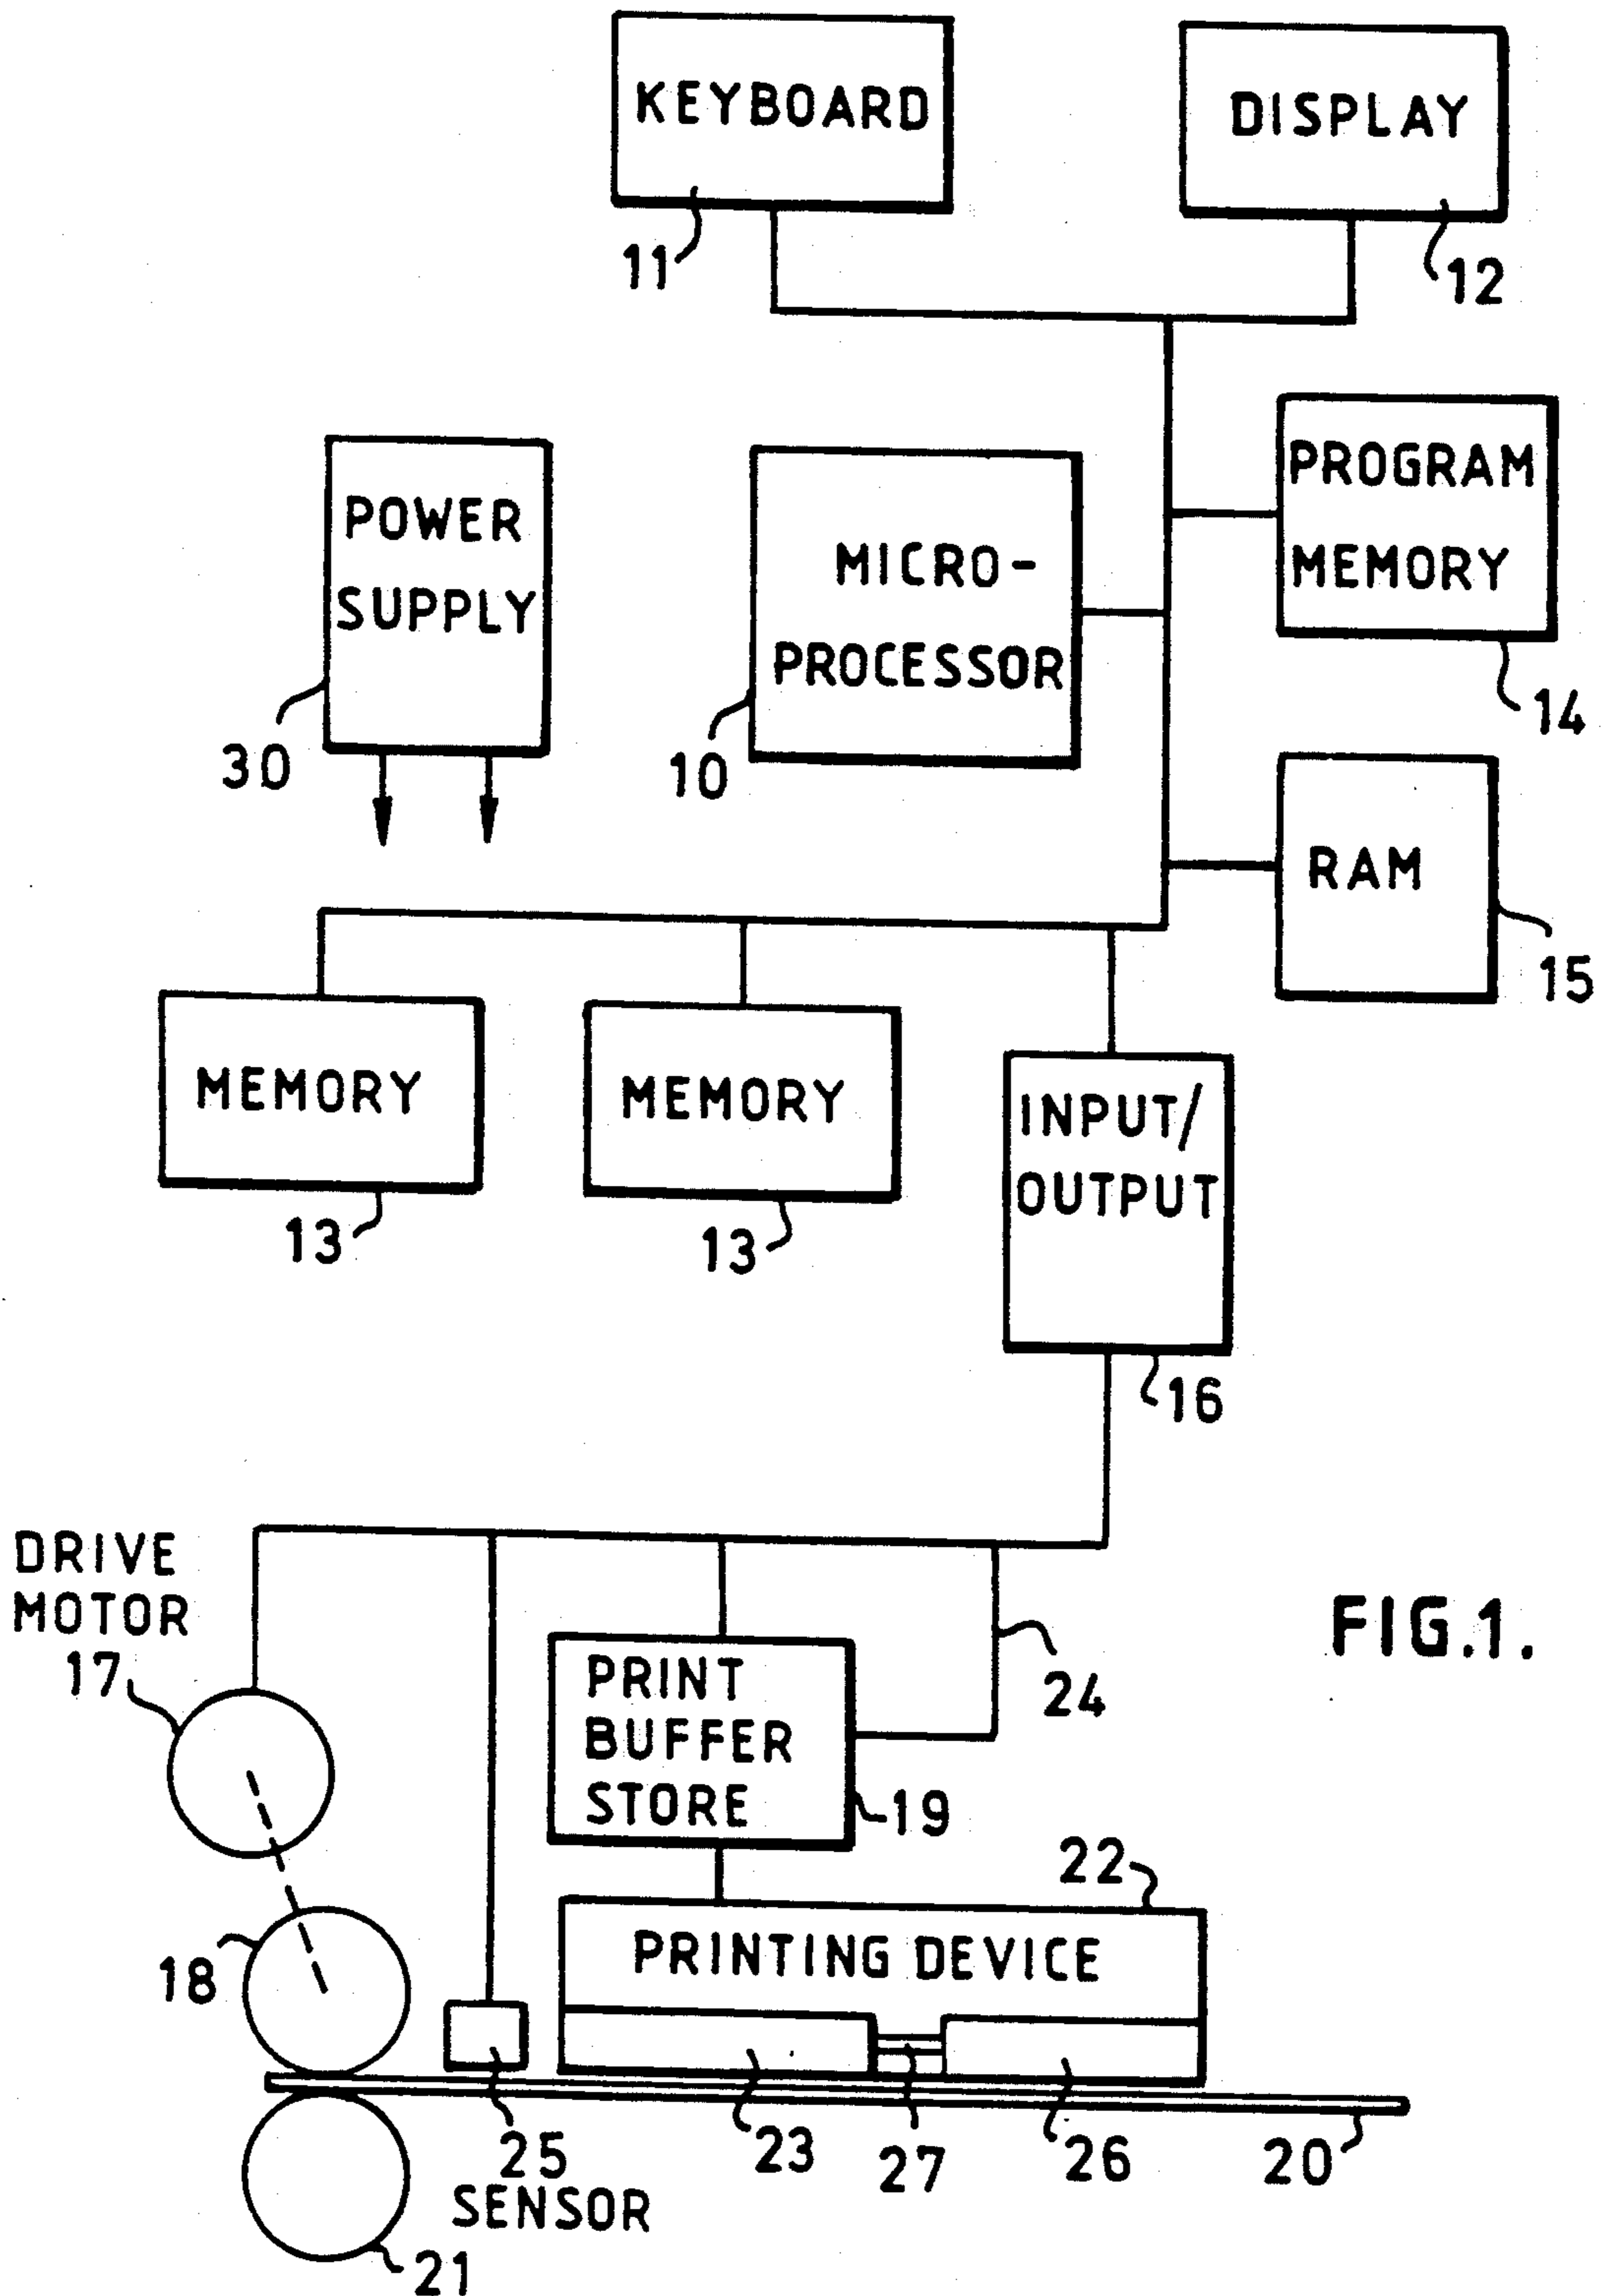 KEYBOARD
DISPLAY
11
12
POWER
SUPPLY
30
MICRO-
PROCESSOR
10
PROGRAM
MEMORY
14
RAM
15
MEMORY
13
MEMORY
13
INPUT/
OUTPUT
16
DRIVE
MOTOR
17
PRINT
BUFFER
STORE
19
24
FIG.1.
18
22
PRINTING DEVICE
25
SENSOR
23
27
26
20
21